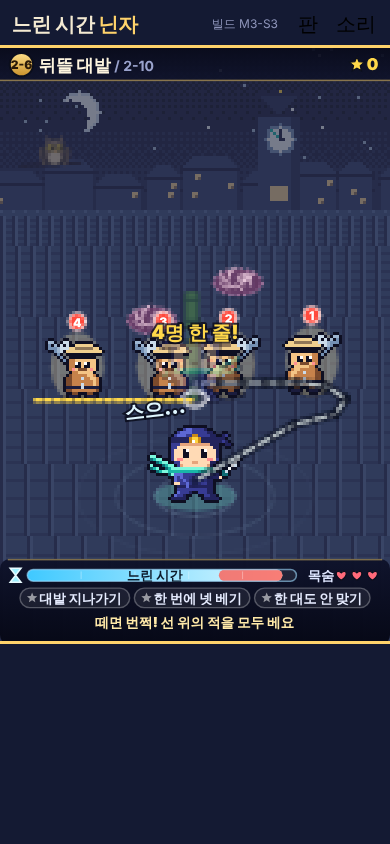 느린 시간 닌자 빌드 M3-S3 판 소리
2-6 뒤뜰 대밭 / 2-10 ★ 0
4 3 2 1
4명 한 줄!
스으...
느린 시간 목숨
★대발 지나가기 ★한 번에 넷 베기 ★한 대도 안 맞기
떼면 번쩍! 선 위의 적을 모두 베요